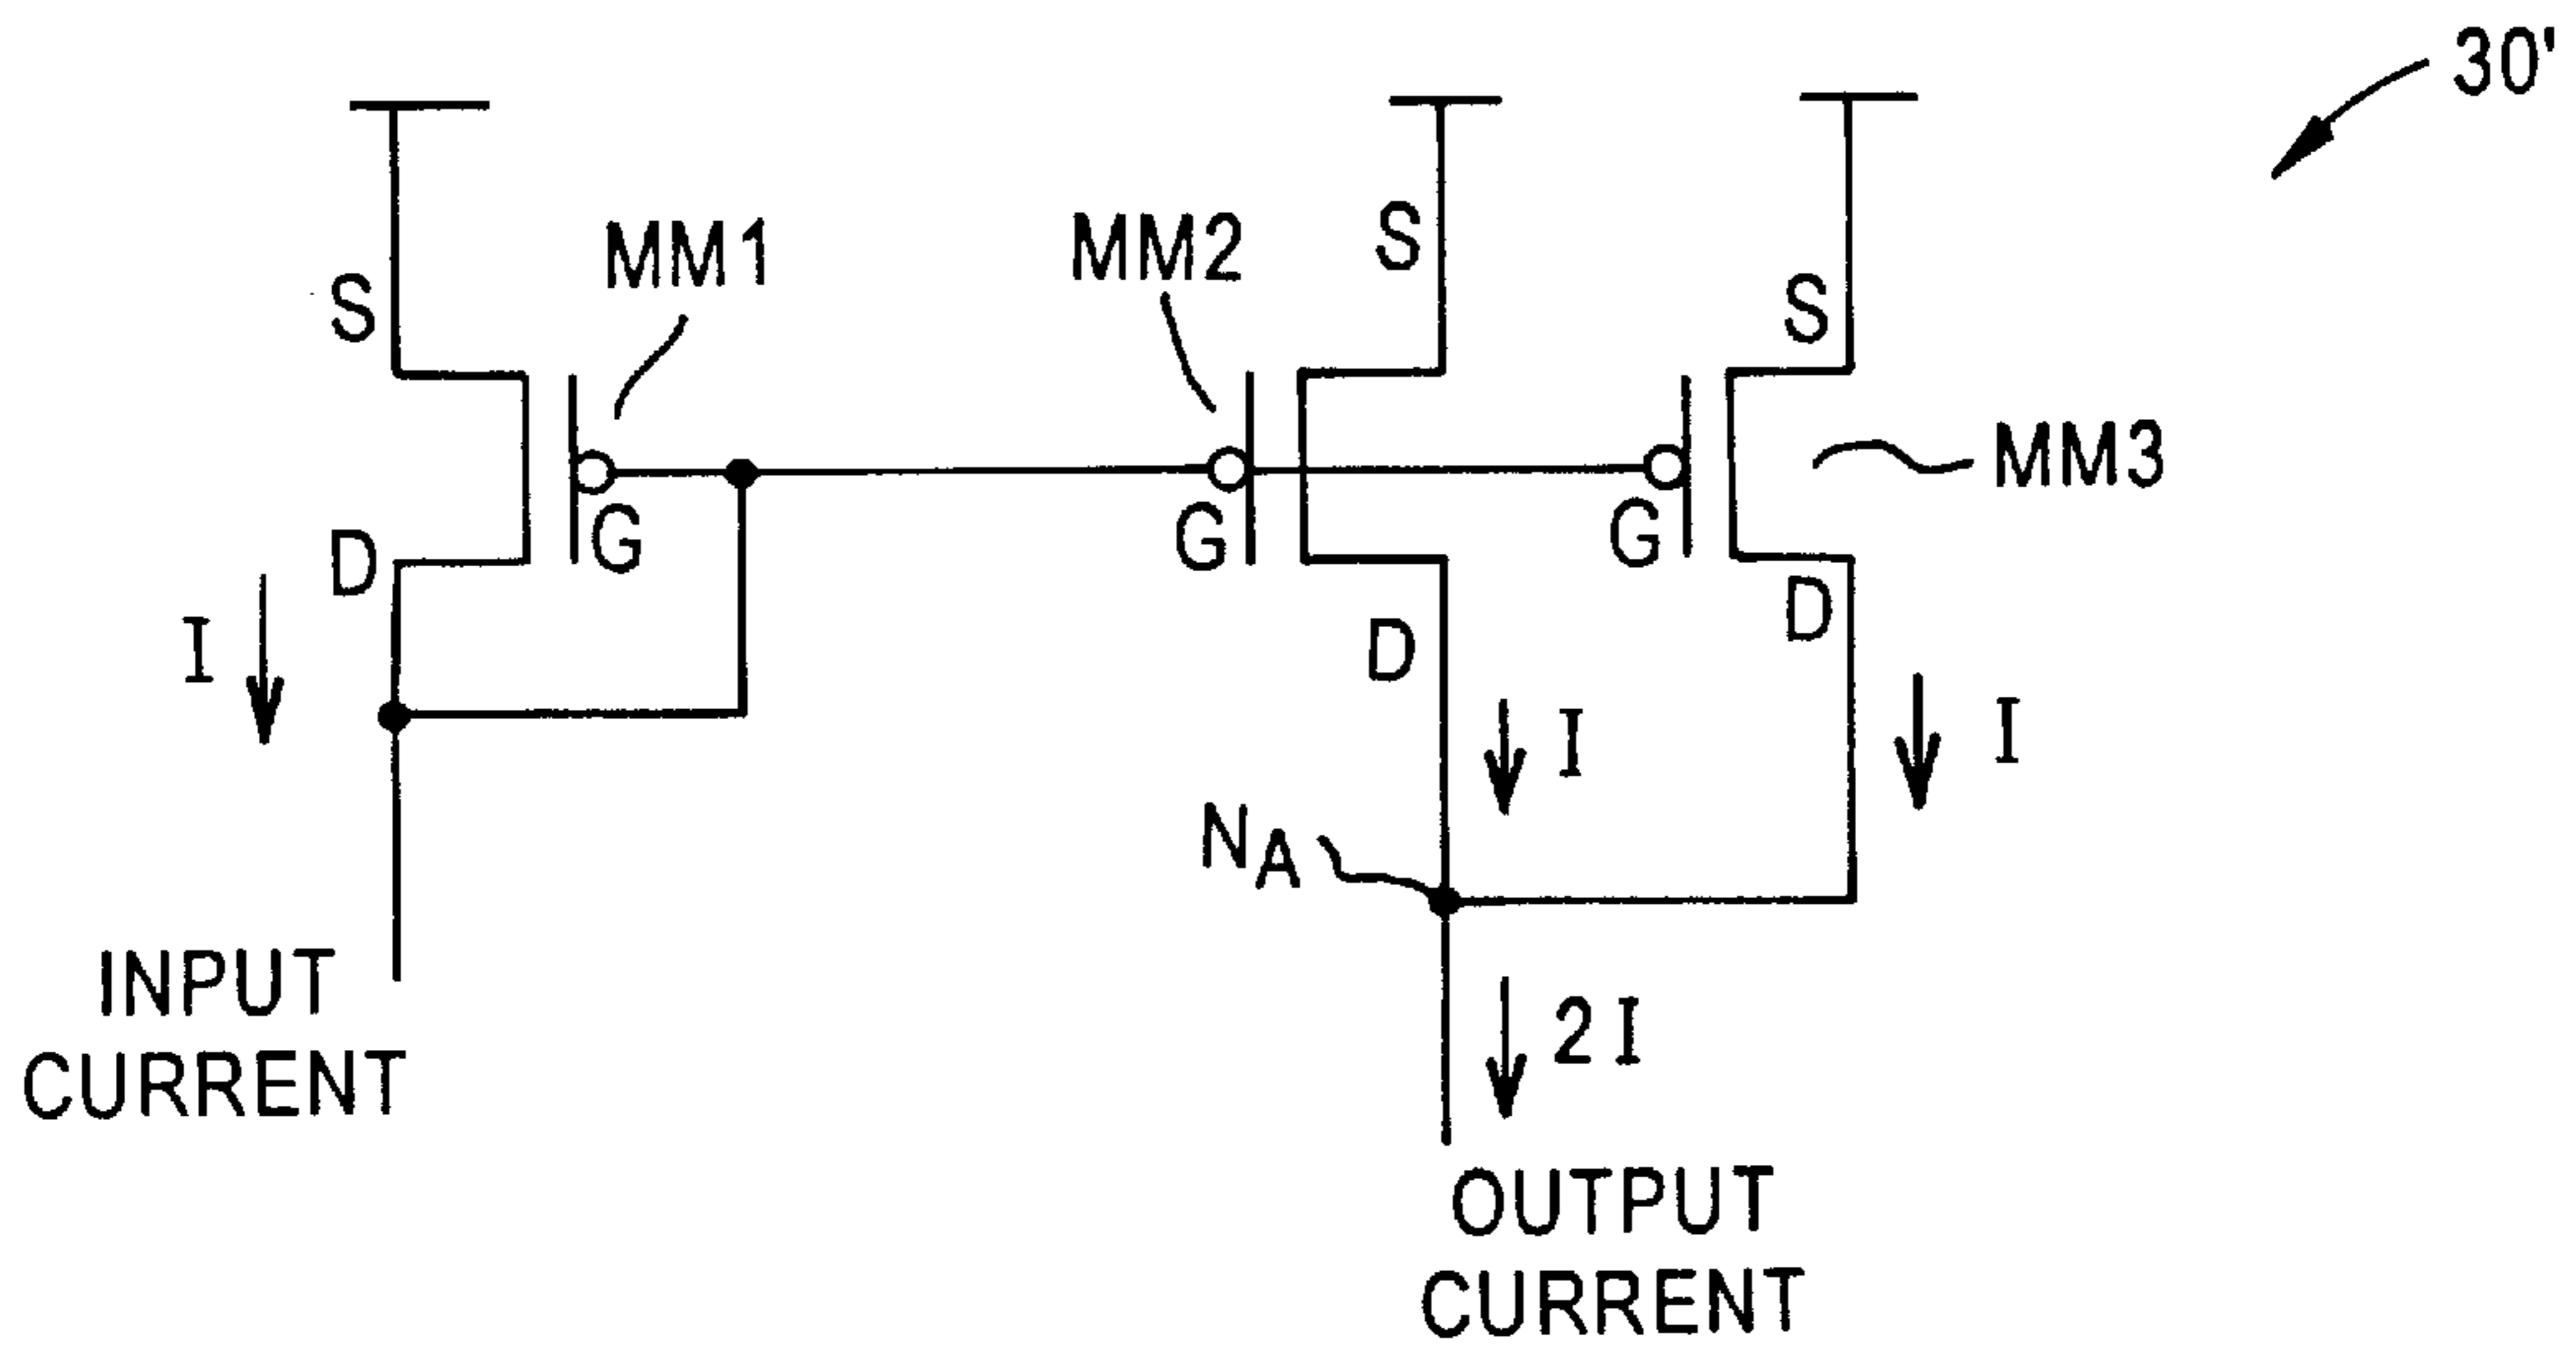 30'
MM1
MM2
S
S
S
MM3
G
G
G
D
D
D
I
I
I
NA
INPUT
CURRENT
2I
OUTPUT
CURRENT